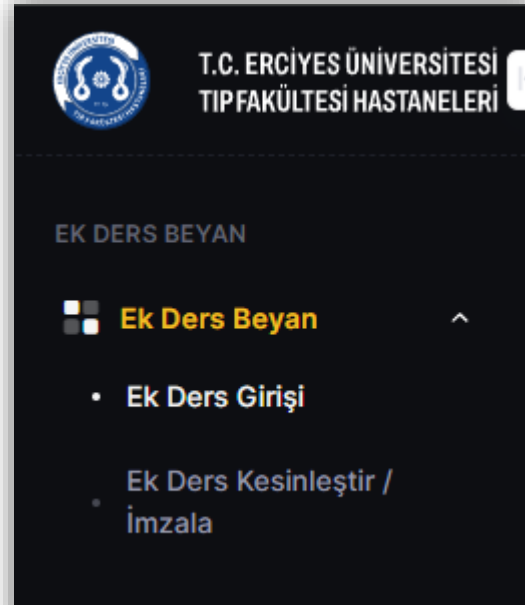 T.C. ERCİYES ÜNİVERSİTESİ
TIP FAKÜLTESİ HASTANELERİ
EK DERS BEYAN
Ek Ders Beyan
Ek Ders Girişi
Ek Ders Kesinleştir /
İmzala